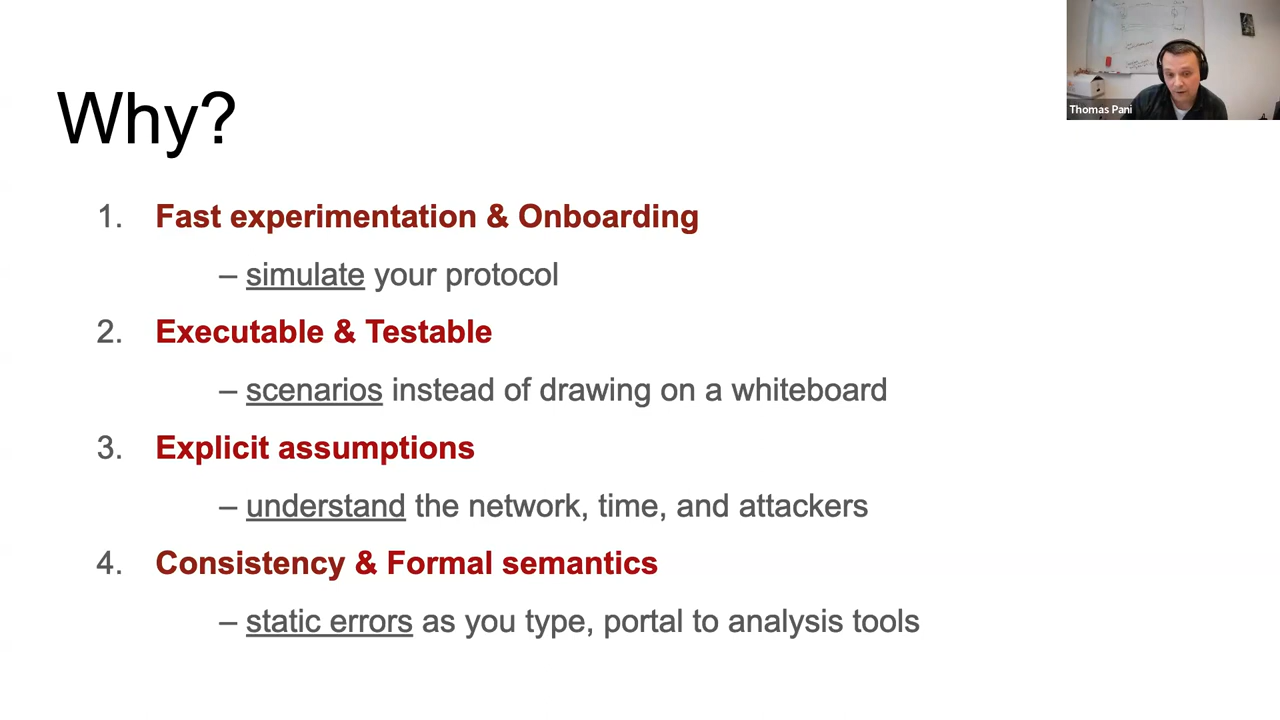 Why?
Thomas Pani
1. Fast experimentation & Onboarding
– simulate your protocol
2. Executable & Testable
– scenarios instead of drawing on a whiteboard
3. Explicit assumptions
– understand the network, time, and attackers
4. Consistency & Formal semantics
– static errors as you type, portal to analysis tools